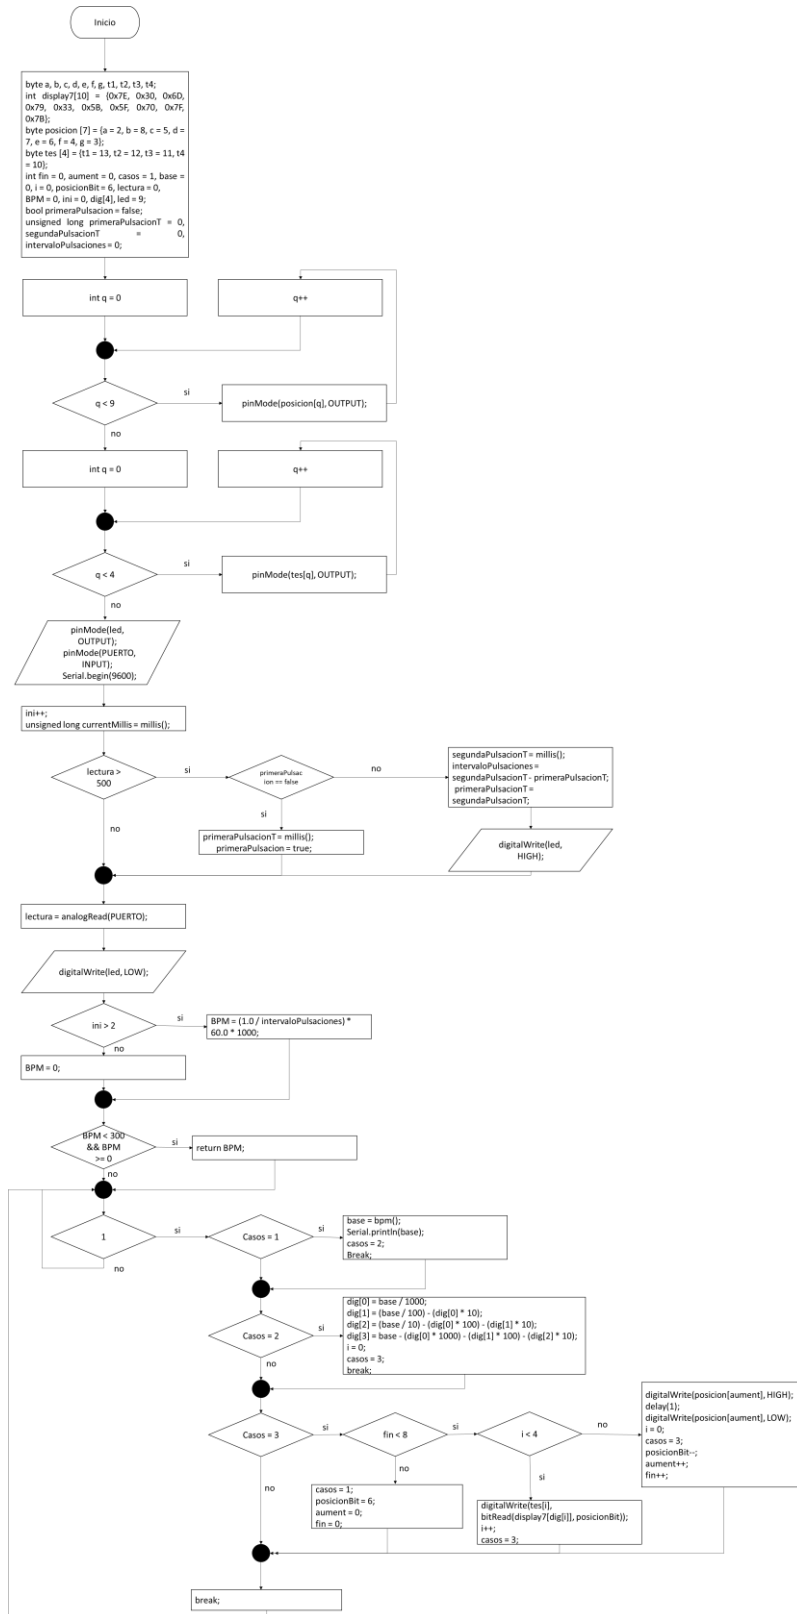 Inicio
byte a, b, c, d, e, f, g, t1, t2, t3, t4;
int display7[10] = {0x7E, 0x30, 0x6D,
0x79, 0x33, 0x5B, 0x5F, 0x70, 0x7F,
0x7B};
byte posicion [7] = {a = 2, b = 8, c = 5, d =
7, e = 6, f = 4, g = 3};
byte tes [4] = {t1 = 13, t2 = 12, t3 = 11, t4
= 10};
int fin = 0, aument = 0, casos = 1, base =
0, i = 0, posicionBit = 6, lectura = 0,
BPM = 0, ini = 0, dig[4], led = 9;
bool primeraPulsacion = false;
unsigned long primeraPulsacionT = 0,
segundaPulsacionT = 0,
intervaloPulsaciones = 0;
int q = 0
q++
q < 9
si
pinMode(posicion[q], OUTPUT);
no
int q = 0
q++
q < 4
si
pinMode(tes[q], OUTPUT);
no
pinMode(led,
OUTPUT);
pinMode(PUERTO,
INPUT);
Serial.begin(9600);
ini++;
unsigned long currentMillis = millis();
lectura >
500
si
primeraPulsac
ion == false
no
segundaPulsacionT = millis();
intervaloPulsaciones =
segundaPulsacionT - primeraPulsacionT;
primeraPulsacionT =
segundaPulsacionT;
si
no
primeraPulsacionT = millis();
primeraPulsacion = true;
digitalWrite(led,
HIGH);
lectura = analogRead(PUERTO);
digitalWrite(led, LOW);
ini > 2
si
BPM = (1.0 / intervaloPulsaciones) *
60.0 * 1000;
no
BPM = 0;
BPM < 300
&& BPM
>= 0
si
return BPM;
no
1
si
no
Casos = 1
si
base = bpm();
Serial.println(base);
casos = 2;
Break;
no
Casos = 2
si
dig[0] = base / 1000;
dig[1] = (base / 100) - (dig[0] * 10);
dig[2] = (base / 10) - (dig[0] * 100) - (dig[1] * 10);
dig[3] = base - (dig[0] * 1000) - (dig[1] * 100) - (dig[2] * 10);
i = 0;
casos = 3;
break;
no
Casos = 3
si
fin < 8
si
i < 4
no
digitalWrite(posicion[aument], HIGH);
delay(1);
digitalWrite(posicion[aument], LOW);
i = 0;
casos = 3;
posicionBit--;
aument++;
fin++;
no
no
si
casos = 1;
posicionBit = 6;
aument = 0;
fin = 0;
digitalWrite(tes[i],
bitRead(display7[dig[i]], posicionBit));
i++;
casos = 3;
break;